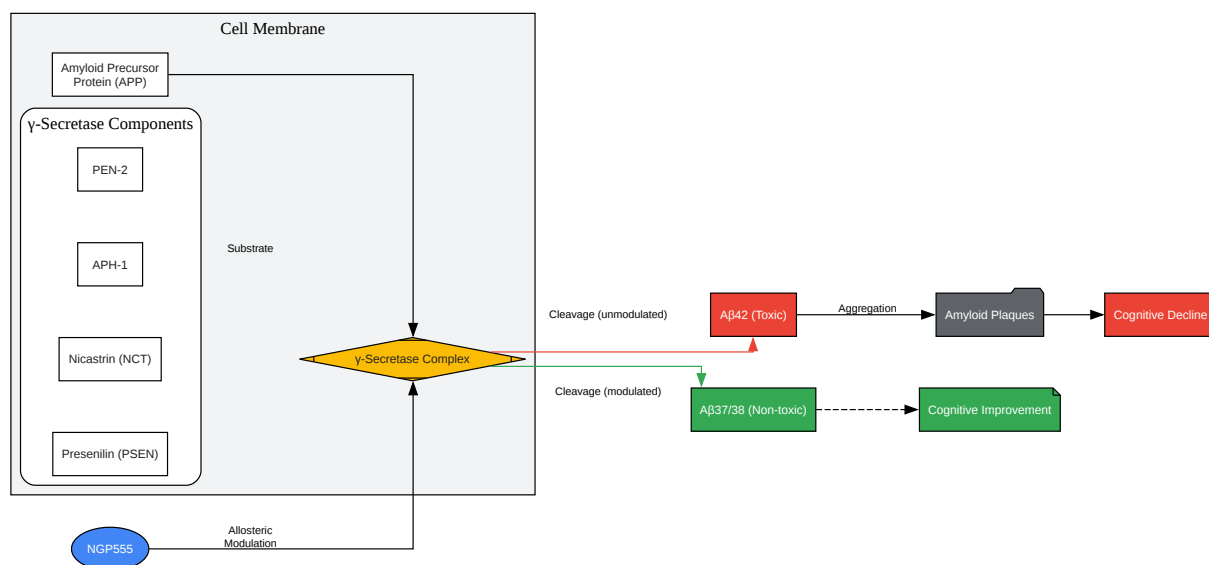 Cell Membrane
Amyloid Precursor
Protein (APP)
γ-Secretase Components
PEN-2
APH-1
Nicastrin (NCT)
Presenilin (PSEN)
Substrate
γ-Secretase Complex
NGP555
Allosteric
Modulation
Cleavage (unmodulated)
Cleavage (modulated)
Aβ42 (Toxic)
Aggregation
Amyloid Plaques
Cognitive Decline
Aβ37/38 (Non-toxic)
Cognitive Improvement